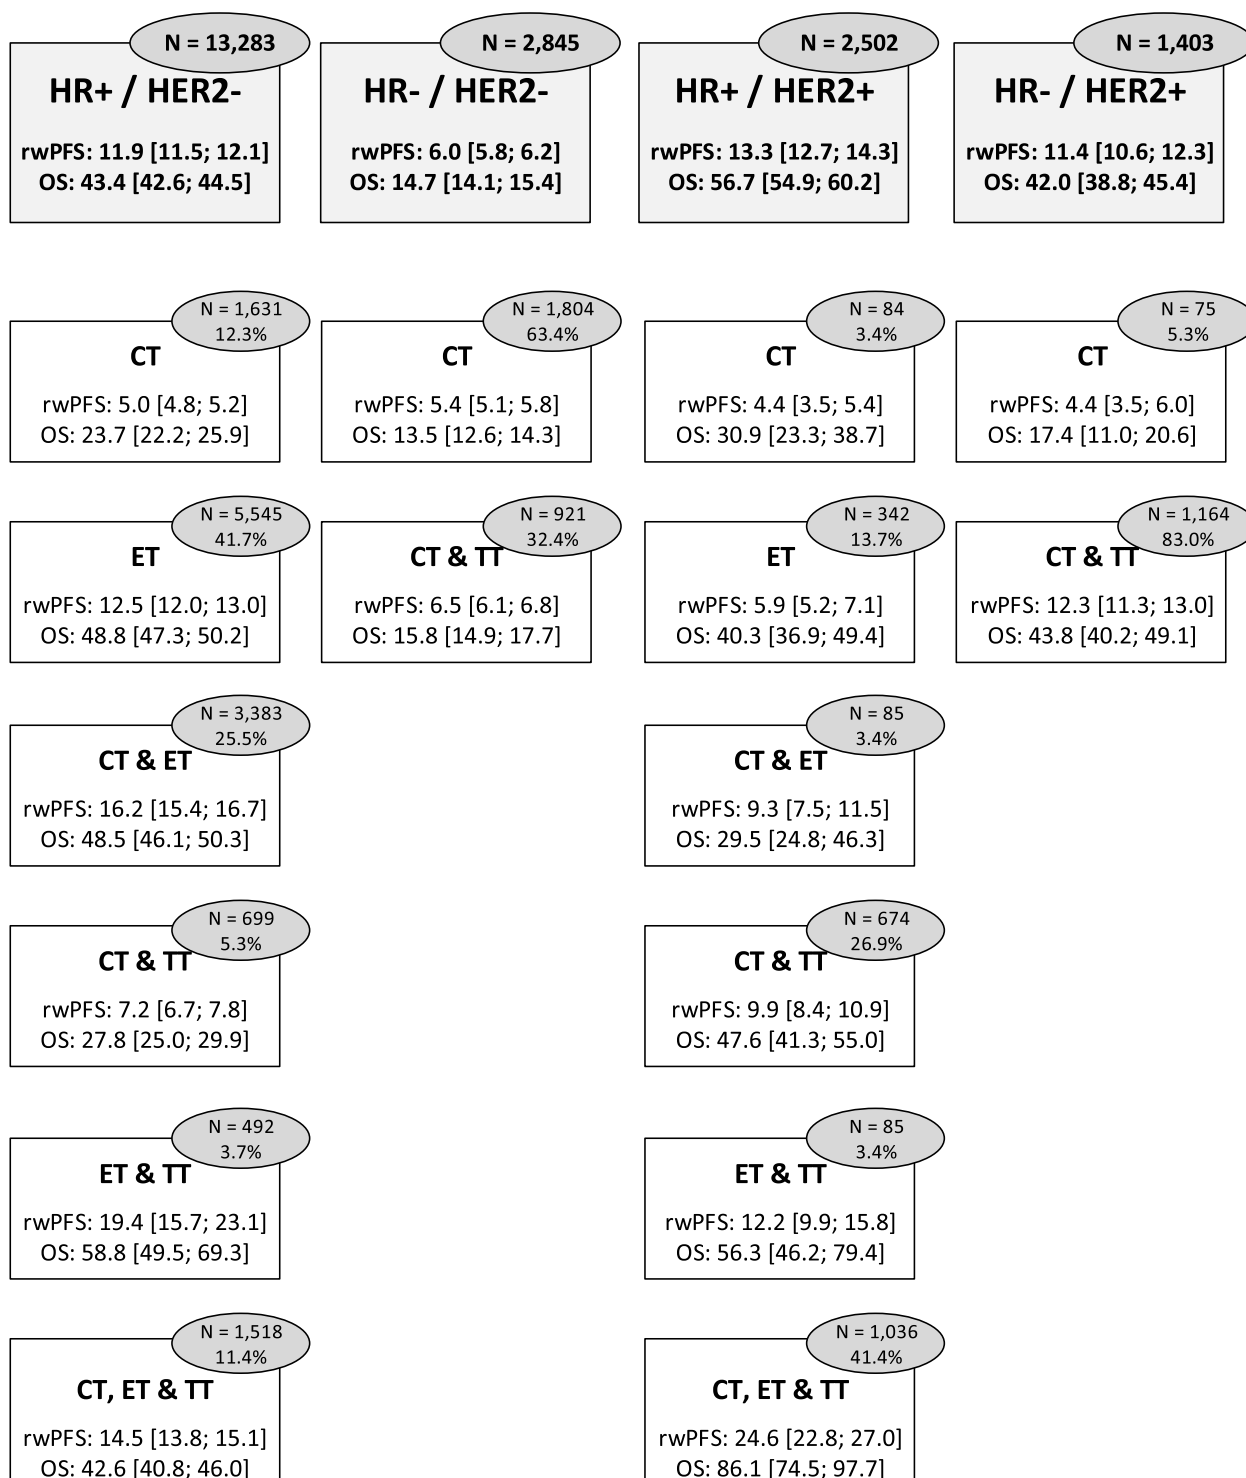 N = 13,283
HR+ / HER2-
rwPFS: 11.9 [11.5; 12.1]
OS: 43.4 [42.6; 44.5]
N = 2,845
HR- / HER2-
rwPFS: 6.0 [5.8; 6.2]
OS: 14.7 [14.1; 15.4]
N = 2,502
HR+ / HER2+
rwPFS: 13.3 [12.7; 14.3]
OS: 56.7 [54.9; 60.2]
N = 1,403
HR- / HER2+
rwPFS: 11.4 [10.6; 12.3]
OS: 42.0 [38.8; 45.4]
N = 1,631
12.3%
CT
rwPFS: 5.0 [4.8; 5.2]
OS: 23.7 [22.2; 25.9]
N = 1,804
63.4%
CT
rwPFS: 5.4 [5.1; 5.8]
OS: 13.5 [12.6; 14.3]
N = 84
3.4%
CT
rwPFS: 4.4 [3.5; 5.4]
OS: 30.9 [23.3; 38.7]
N = 75
5.3%
CT
rwPFS: 4.4 [3.5; 6.0]
OS: 17.4 [11.0; 20.6]
N = 5,545
41.7%
ET
rwPFS: 12.5 [12.0; 13.0]
OS: 48.8 [47.3; 50.2]
N = 921
32.4%
CT & TT
rwPFS: 6.5 [6.1; 6.8]
OS: 15.8 [14.9; 17.7]
N = 342
13.7%
ET
rwPFS: 5.9 [5.2; 7.1]
OS: 40.3 [36.9; 49.4]
N = 1,164
83.0%
CT & TT
rwPFS: 12.3 [11.3; 13.0]
OS: 43.8 [40.2; 49.1]
N = 3,383
25.5%
CT & ET
rwPFS: 16.2 [15.4; 16.7]
OS: 48.5 [46.1; 50.3]
N = 85
3.4%
CT & ET
rwPFS: 9.3 [7.5; 11.5]
OS: 29.5 [24.8; 46.3]
N = 699
5.3%
CT & TT
rwPFS: 7.2 [6.7; 7.8]
OS: 27.8 [25.0; 29.9]
N = 674
26.9%
CT & TT
rwPFS: 9.9 [8.4; 10.9]
OS: 47.6 [41.3; 55.0]
N = 492
3.7%
ET & TT
rwPFS: 19.4 [15.7; 23.1]
OS: 58.8 [49.5; 69.3]
N = 85
3.4%
ET & TT
rwPFS: 12.2 [9.9; 15.8]
OS: 56.3 [46.2; 79.4]
N = 1,518
11.4%
CT, ET & TT
rwPFS: 14.5 [13.8; 15.1]
OS: 42.6 [40.8; 46.0]
N = 1,036
41.4%
CT, ET & TT
rwPFS: 24.6 [22.8; 27.0]
OS: 86.1 [74.5; 97.7]